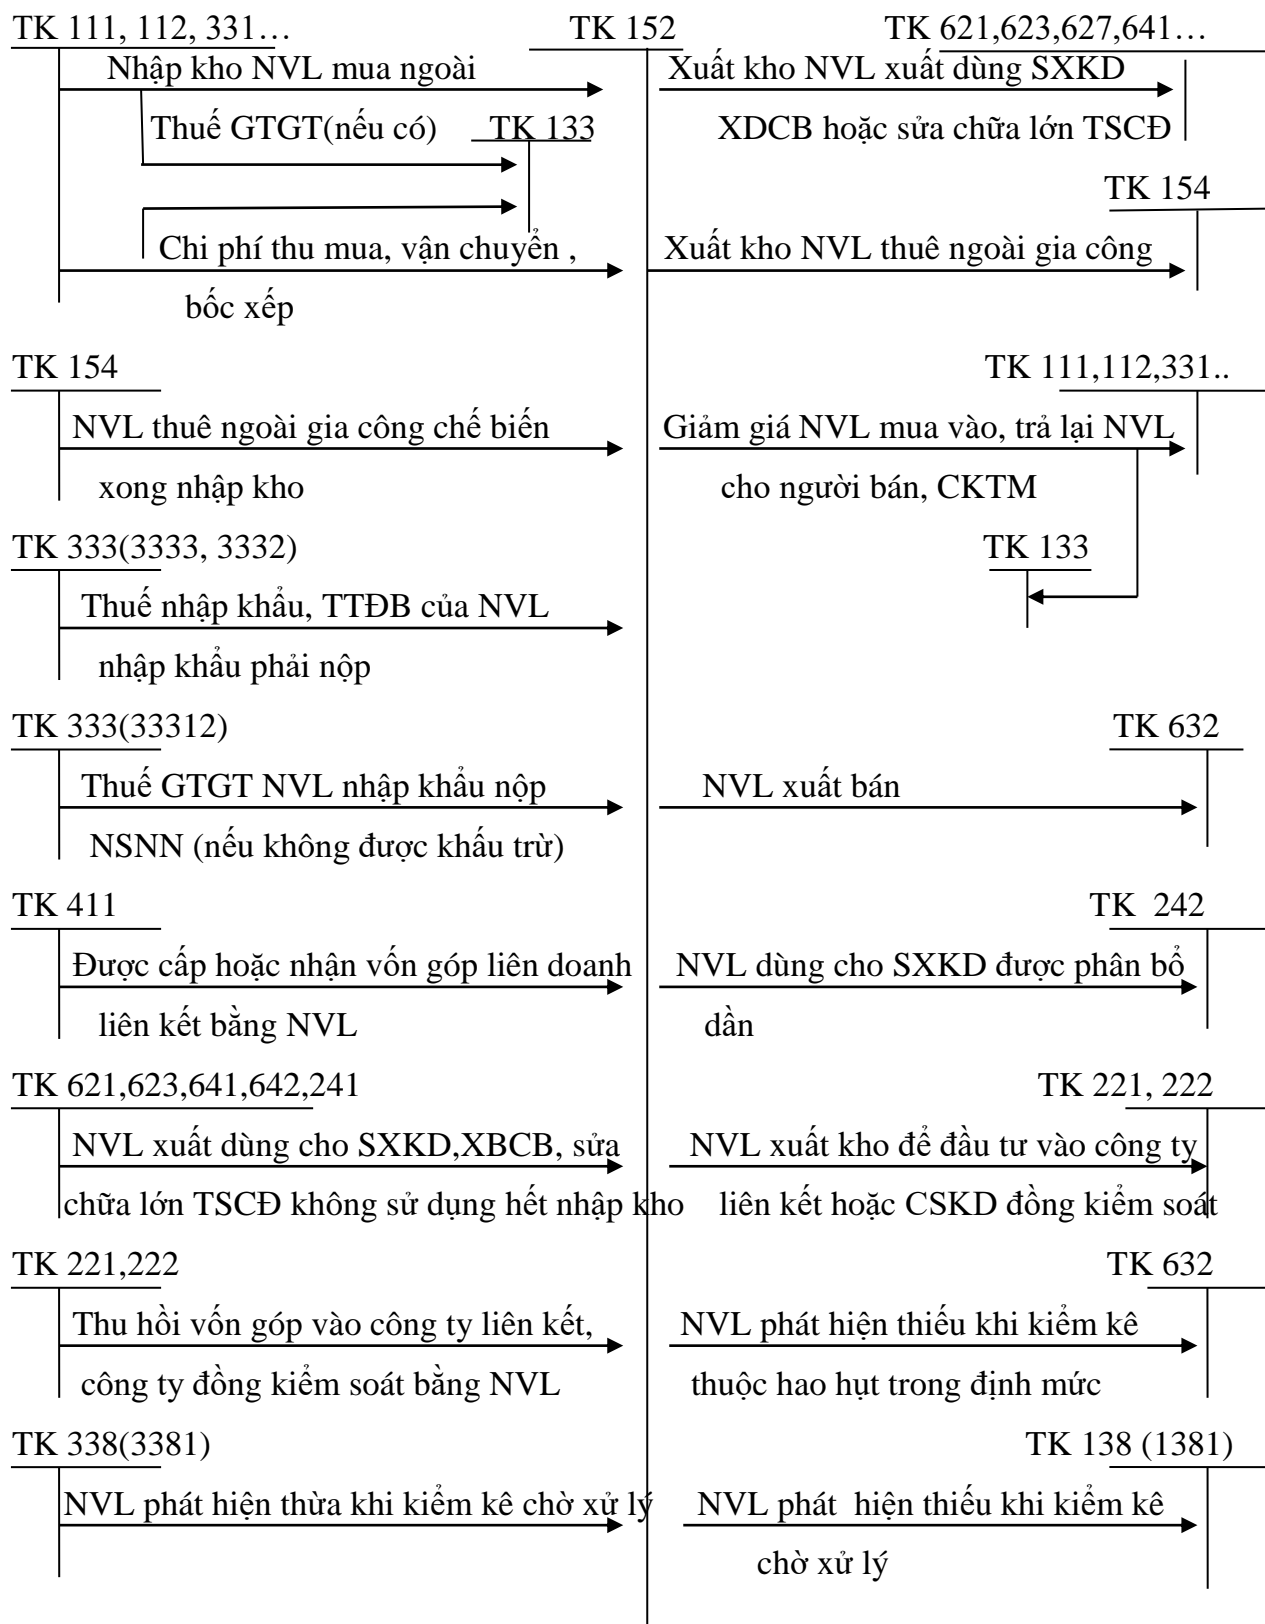 TK 111, 112, 331… TK 152 TK 621,623,627,641…
Nhập kho NVL mua ngoài Xuất kho NVL xuất dùng SXKD
Thuế GTGT(nếu có) TK 133 XDCB hoặc sửa chữa lớn TSCĐ
TK 154
Chi phí thu mua, vận chuyển , Xuất kho NVL thuê ngoài gia công
bốc xếp
TK 154 TK 111,112,331..
NVL thuê ngoài gia công chế biến Giảm giá NVL mua vào, trả lại NVL
xong nhập kho cho người bán, CKTM
TK 333(3333, 3332) TK 133
Thuế nhập khẩu, TTĐB của NVL
nhập khẩu phải nộp
TK 333(33312) TK 632
Thuế GTGT NVL nhập khẩu nộp NVL xuất bán
NSNN (nếu không được khấu trừ)
TK 411 TK 242
Được cấp hoặc nhận vốn góp liên doanh NVL dùng cho SXKD được phân bổ
liên kết bằng NVL dần
TK 621,623,641,642,241 TK 221, 222
NVL xuất dùng cho SXKD,XBCB, sửa NVL xuất kho để đầu tư vào công ty
chữa lớn TSCĐ không sử dụng hết nhập kho liên kết hoặc CSKD đồng kiểm soát
TK 221,222 TK 632
Thu hồi vốn góp vào công ty liên kết, NVL phát hiện thiếu khi kiểm kê
công ty đồng kiểm soát bằng NVL thuộc hao hụt trong định mức
TK 338(3381) TK 138 (1381)
NVL phát hiện thừa khi kiểm kê chờ xử lý NVL phát hiện thiếu khi kiểm kê
chờ xử lý